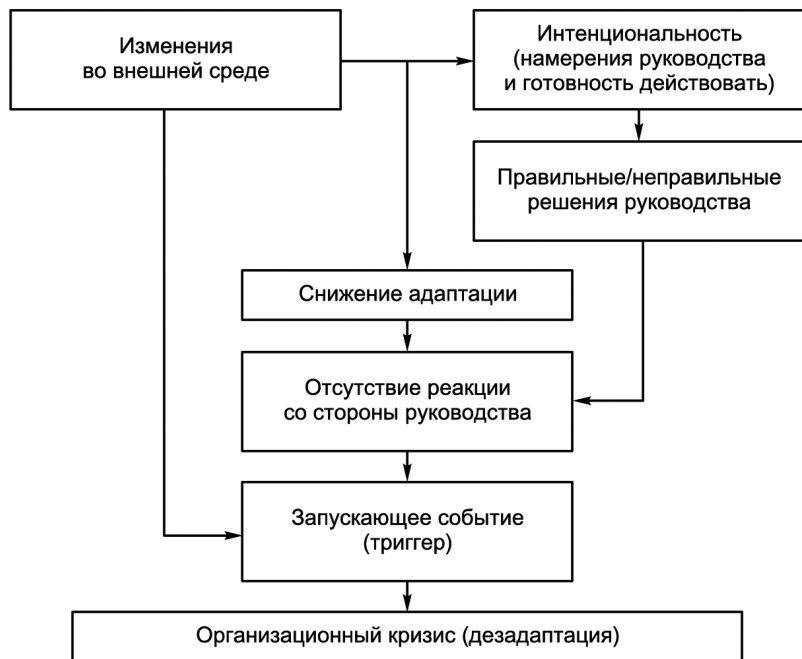 Изменения
во внешней среде
Интенциональность
(намерения руководства
и готовность действовать)
Правильные/неправильные
решения руководства
Снижение адаптации
Отсутствие реакции
со стороны руководства
Запускающее событие
(триггер)
Организационный кризис (дезадаптация)